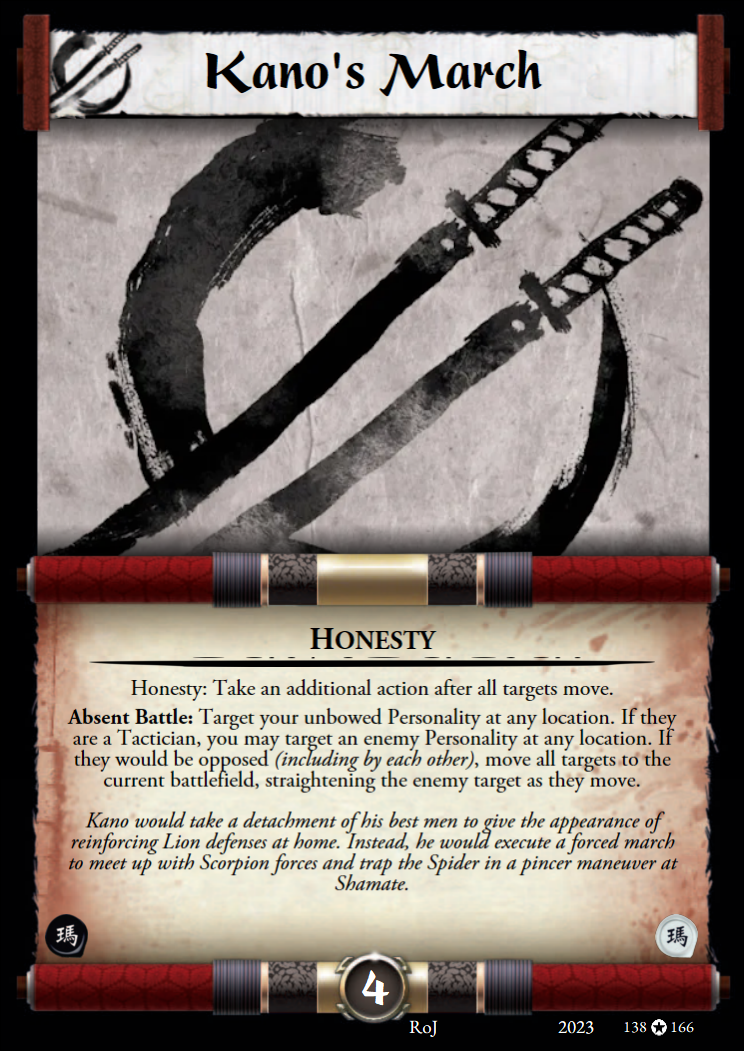 Kano's March
HONESTY
Honesty: Take an additional action after all targets move.
Absent Battle: Target your unbowed Personality at any location. If they
are a Tactician, you may target an enemy Personality at any location. If
they would be opposed (including by each other), move all targets to the
current battlefield, straightening the enemy target as they move.
Kano would take a detachment of his best men to give the appearance of
reinforcing Lion defenses at home. Instead, he would execute a forced march
to meet up with Scorpion forces and trap the Spider in a pincer maneuver at
Shamate.
瑪 瑪
4
RoJ 2023 138 166